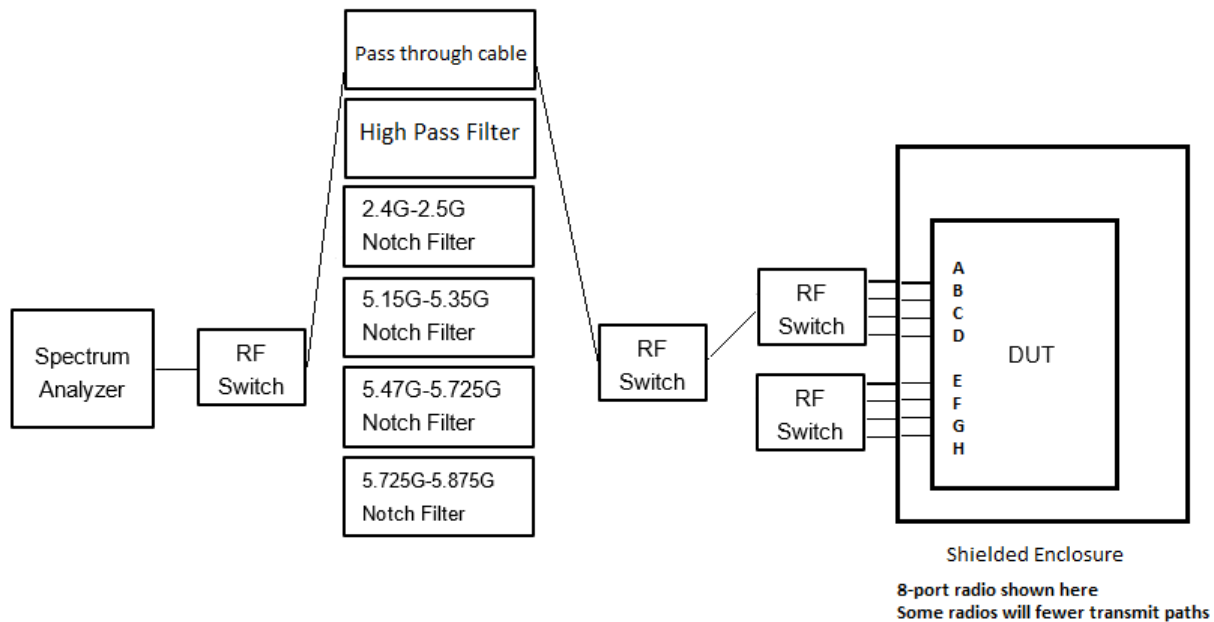 Pass through cable
High Pass Filter
2.4G-2.5G
Notch Filter
5.15G-5.35G
Notch Filter
5.47G-5.725G
Notch Filter
5.725G-5.875G
Notch Filter
Spectrum
Analyzer
RF
Switch
RF
Switch
RF
Switch
RF
Switch
A
B
C
D
E
F
G
H
DUT
Shielded Enclosure
8-port radio shown here
Some radios will fewer transmit paths